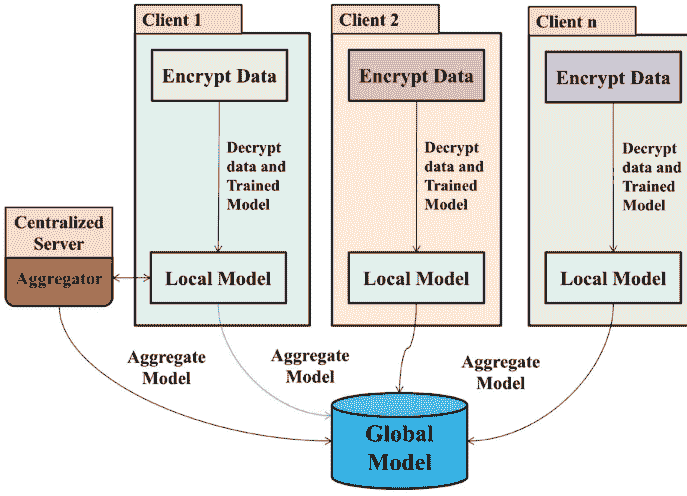 Client 1
Client 2
Client n
Encrypt Data
Encrypt Data
Encrypt Data
Decrypt
data and
Trained
Model
Decrypt
data and
Trained
Model
Decrypt
data and
Trained
Model
Centralized
Server
Aggregator
Local Model
Local Model
Local Model
Aggregate
Model
Aggregate
Model
Aggregate
Model
Global
Model